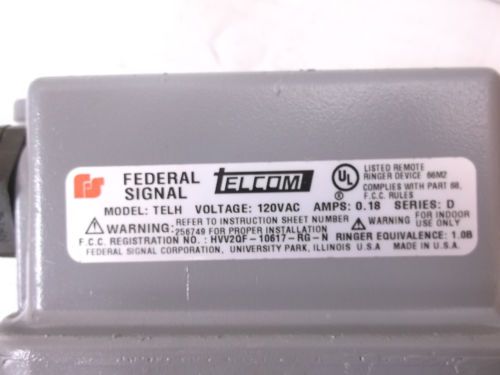 FS FEDERAL SIGNAL TELCOM UL ® LISTED REMOTE
RINGER DEVICE 66M2
COMPLIES WITH PART 68,
F.C.C. RULES
MODEL: TELH VOLTAGE: 120VAC AMPS: 0.18 SERIES: D
WARNING: REFER TO INSTRUCTION SHEET NUMBER
256749 FOR PROPER INSTALLATION
WARNING: FOR INDOOR
USE ONLY
F.C.C. REGISTRATION NO.: HVV2QF-10617-RG-N RINGER EQUIVALENCE: 1.0B
FEDERAL SIGNAL CORPORATION, UNIVERSITY PARK, ILLINOIS U.S.A MADE IN U.S.A.